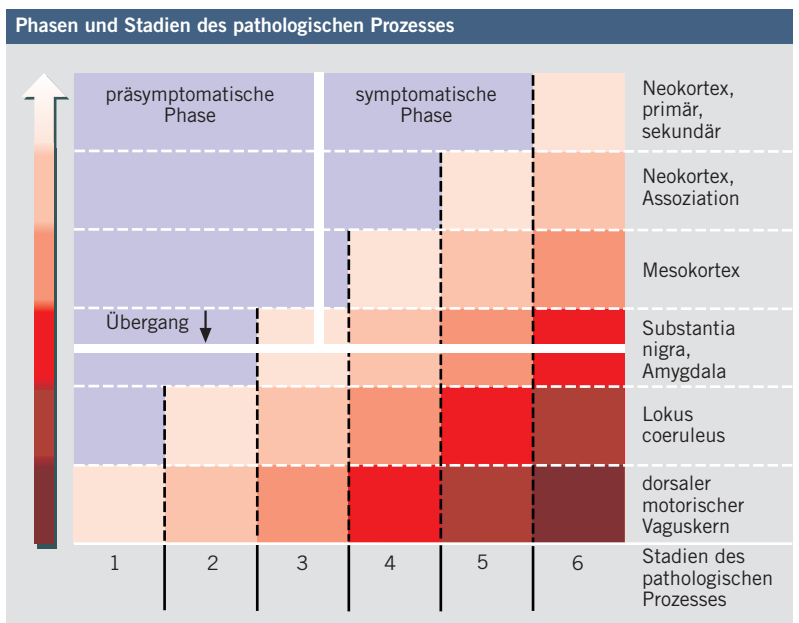 Phasen und Stadien des pathologischen Prozesses
präsymptomatische
Phase
symptomatische
Phase
Neokortex,
primär,
sekundär
Neokortex,
Assoziation
Mesokortex
Übergang
Substantia
nigra,
Amygdala
Lokus
coeruleus
dorsaler
motorischer
Vaguskern
1 2 3 4 5 6
Stadien des
pathologischen
Prozesses